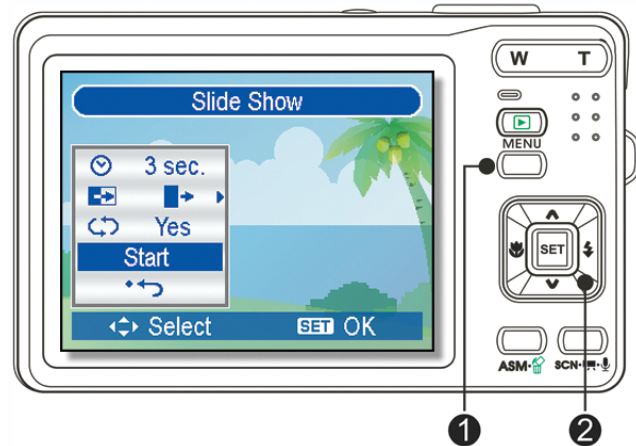 Slide Show
W T
MENU
3 sec.
Yes
Start
SET
Select SET OK
ASM· SCN· ·
1 2